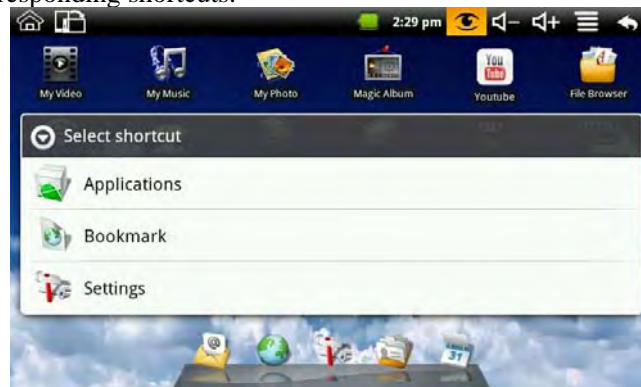 responding shortcuts.
2:29 pm
My Video My Music My Photo Magic Album Youtube File Browser
You
Tube
Select shortcut
Applications
Bookmark
Settings
@
31